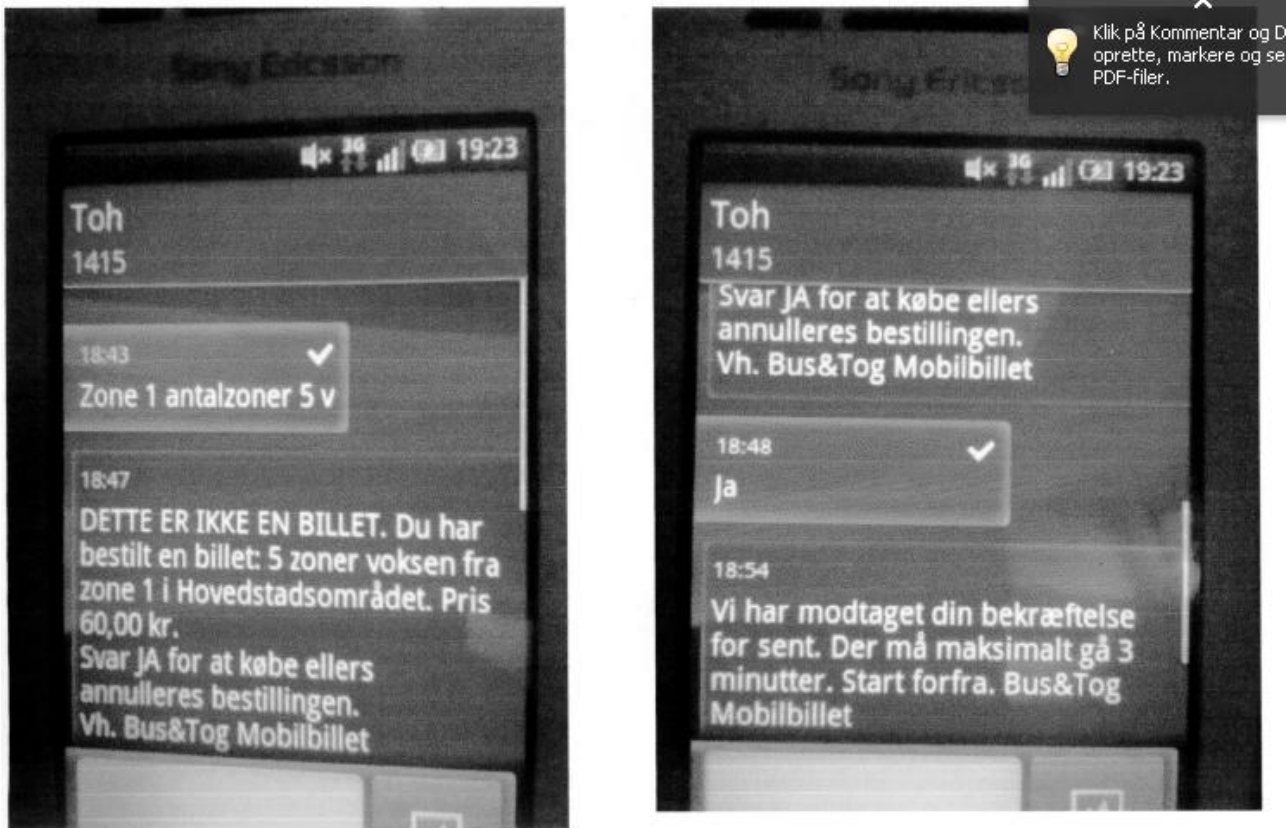 Sony Ericsson
3G 19:23
Toh
1415
18:43
Zone 1 antalzoner 5 v
18:47
DETTE ER IKKE EN BILLET. Du har
bestilt en billet: 5 zoner voksen fra
zone 1 i Hovedstadsområdet. Pris
60,00 kr.
Svar JA for at købe ellers
annulleres bestillingen.
Vh. Bus&Tog Mobilbillet
Sony Ericsson
3G 19:23
Toh
1415
Svar JA for at købe ellers
annulleres bestillingen.
Vh. Bus&Tog Mobilbillet
18:48
Ja
18:54
Vi har modtaget din bekræftelse
for sent. Der må maksimalt gå 3
minutter. Start forfra. Bus&Tog
Mobilbillet
Klik på Kommentar og D
oprette, markere og se
PDF-filer.